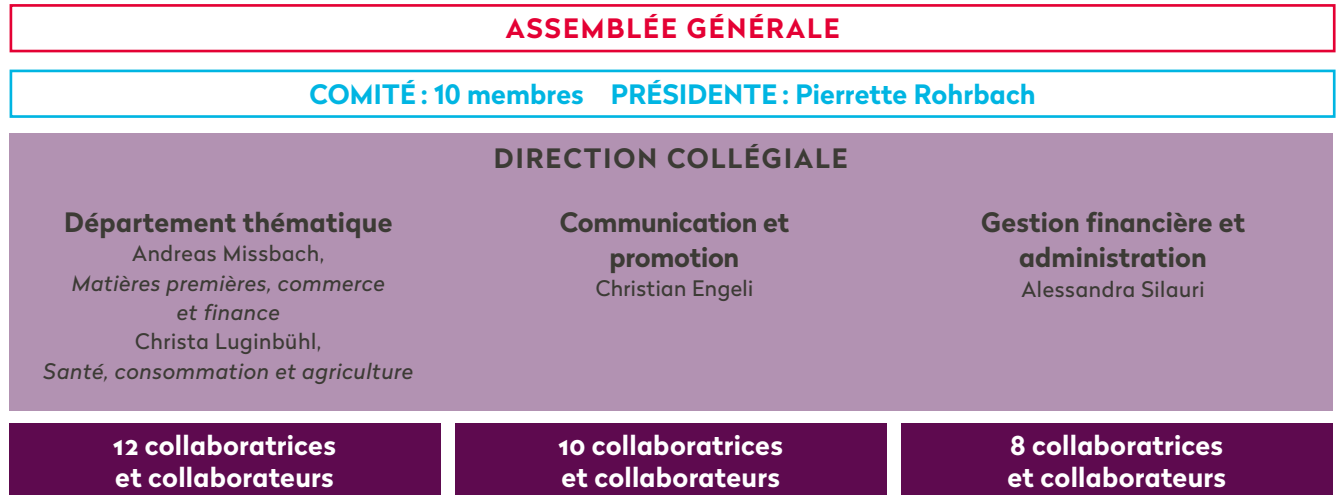 ASSEMBLÉE GÉNÉRALE
COMITÉ : 10 membres PRÉSIDENTE : Pierrette Rohrbach
DIRECTION COLLÉGIALE
Département thématique
Andreas Missbach,
Matières premières, commerce
et finance
Christa Luginbühl,
Santé, consommation et agriculture
Communication et
promotion
Christian Engeli
Gestion financière et
administration
Alessandra Silauri
12 collaboratrices
et collaborateurs
10 collaboratrices
et collaborateurs
8 collaboratrices
et collaborateurs